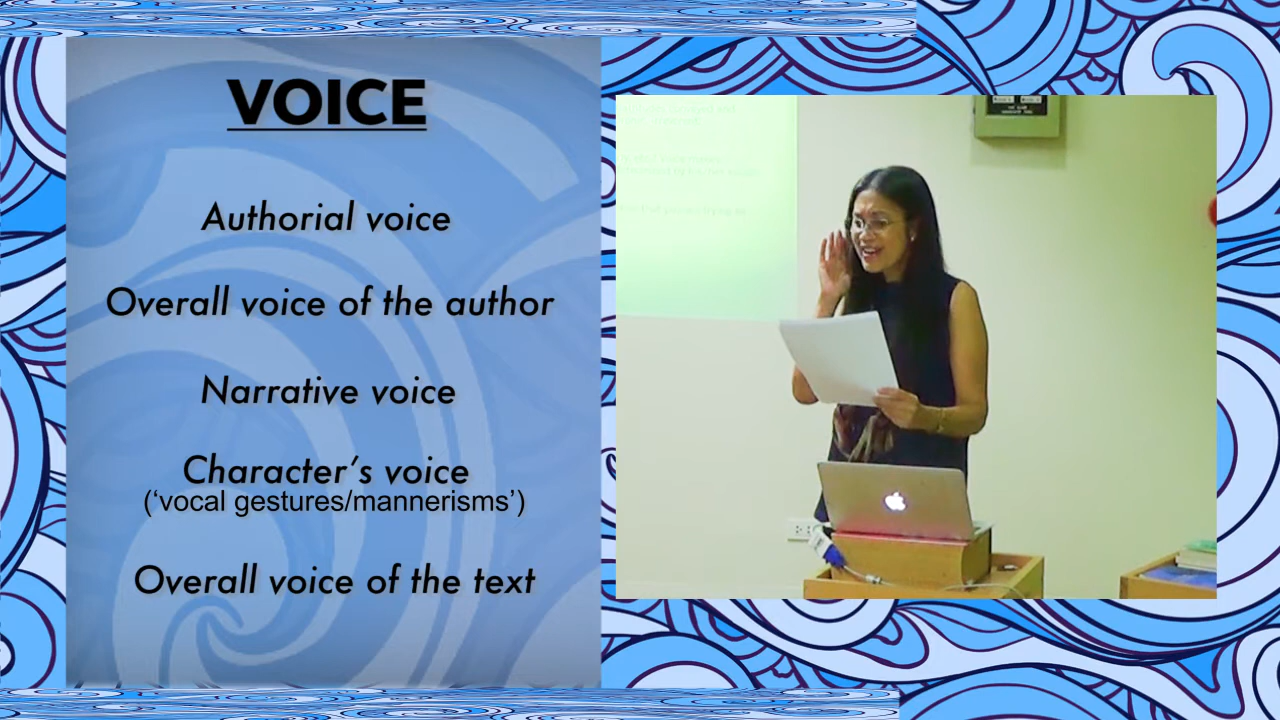 VOICE
Authorial voice
Overall voice of the author
Narrative voice
Character’s voice
(‘vocal gestures/mannerisms’)
Overall voice of the text